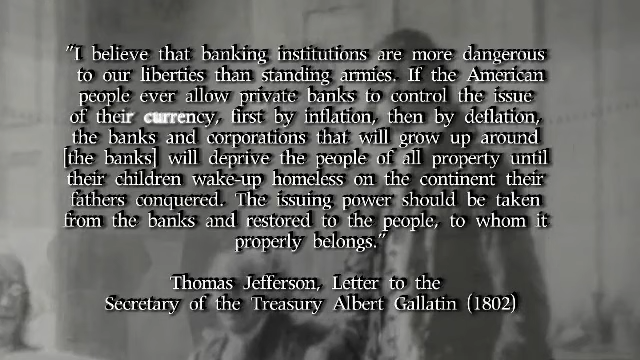 "I believe that banking institutions are more dangerous
to our liberties than standing armies. If the American
people ever allow private banks to control the issue
of their currency, first by inflation, then by deflation,
the banks and corporations that will grow up around
[the banks] will deprive the people of all property until
their children wake-up homeless on the continent their
fathers conquered. The issuing power should be taken
from the banks and restored to the people, to whom it
properly belongs."
Thomas Jefferson, Letter to the
Secretary of the Treasury Albert Gallatin (1802)